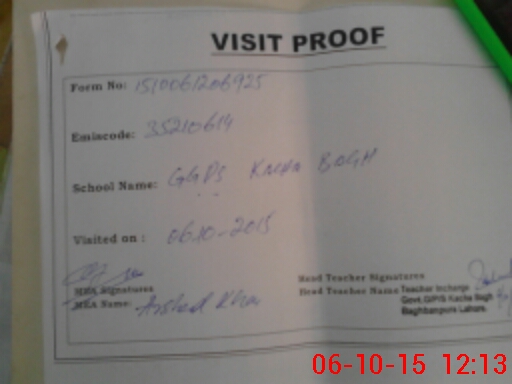 VISIT PROOF
Form No: 1510061206925
Emiscode: 35210614
School Name: GGPS Kacha BAGH
Visited on : 06.10-2015
MEA Signatures
MEA Name: Arshad Khan
Head Teacher Signatures
Head Teacher Name Teacher Incharge
Govt.GPPS Kacha Bagh
Baghbanpura Lahore.
06-10-15 12:13